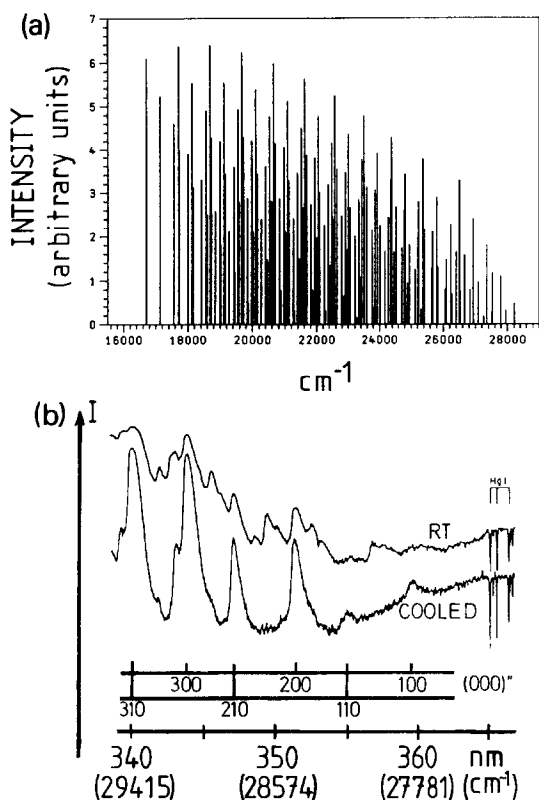 (a)
INTENSITY
(arbitrary units)
7
6
5
4
3
2
1
0
16000 18000 20000 22000 24000 26000 28000
cm⁻¹
(b) I
Hg I
RT
COOLED
300 200 100 (000)"
310 210 110
340 350 360 nm
(29415) (28574) (27781) (cm⁻¹)